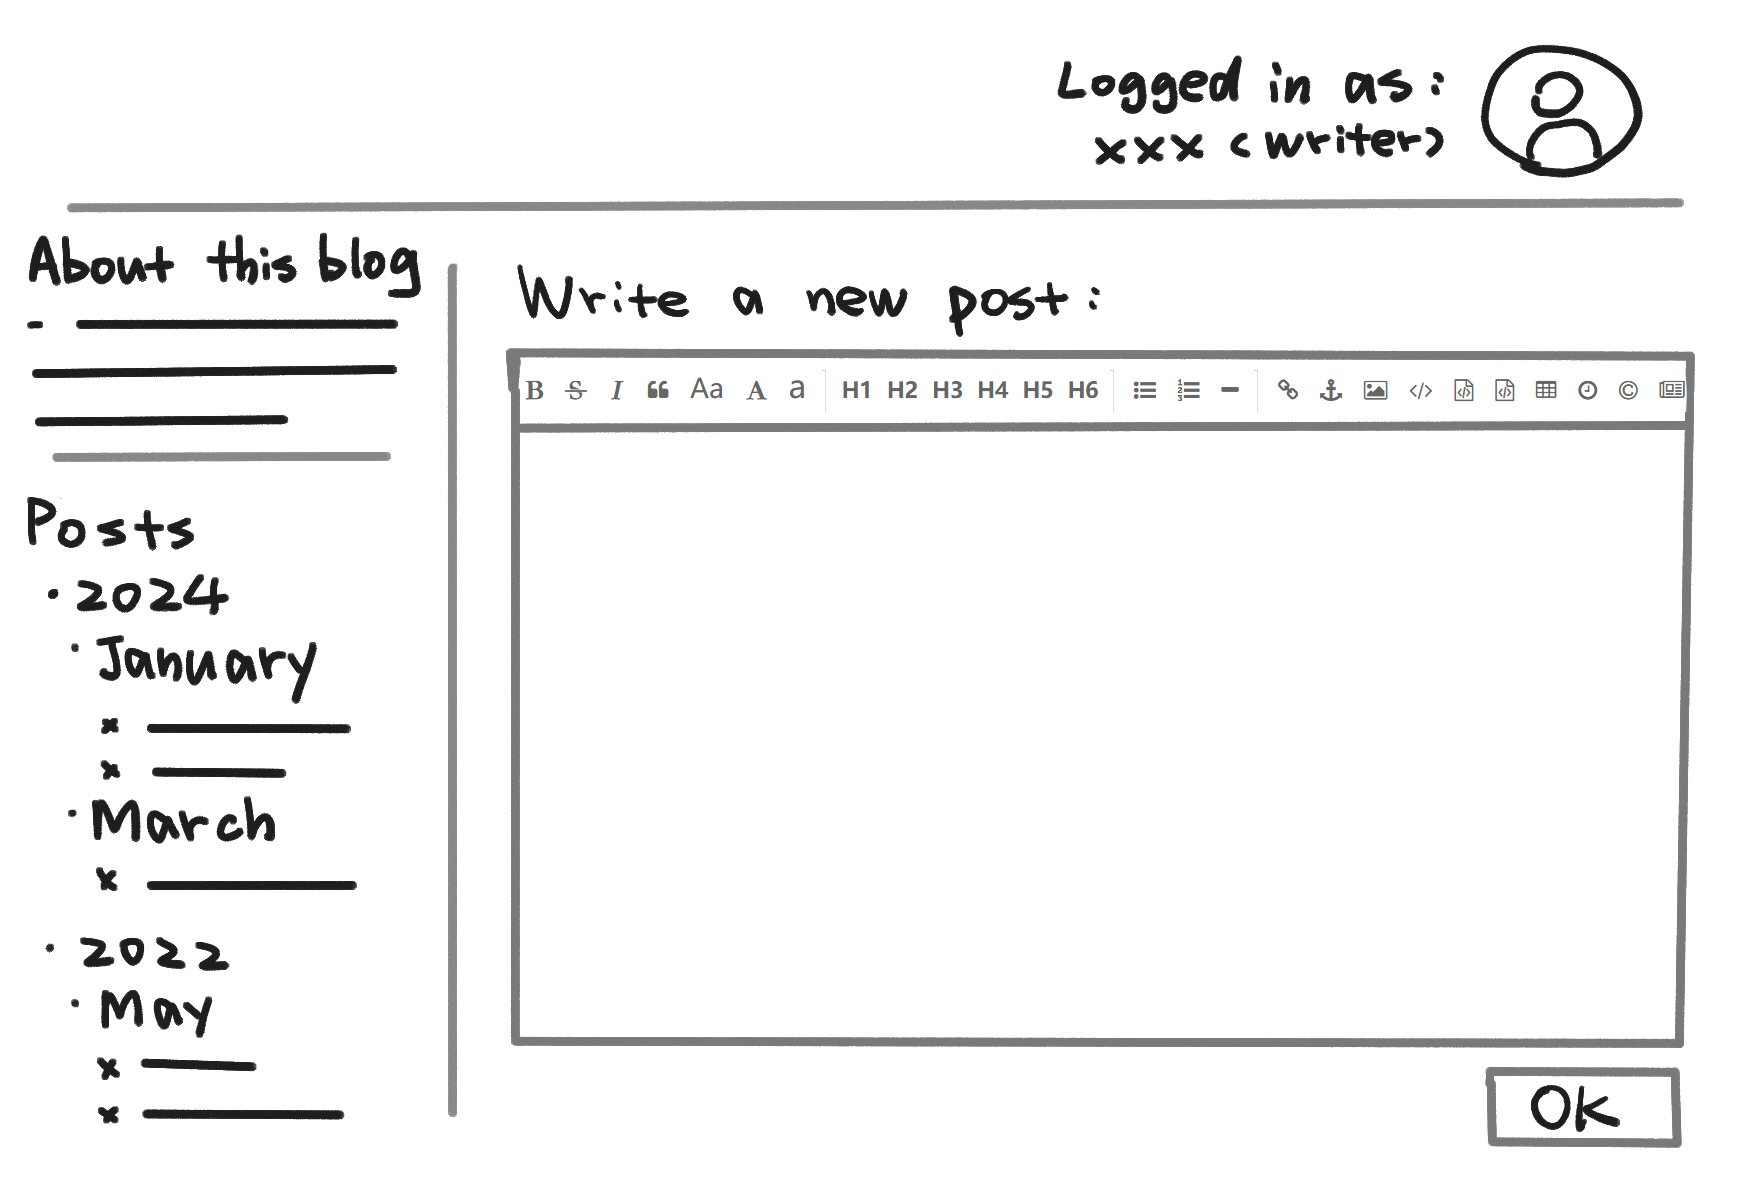 Logged in as:
xxx (writer)
About this blog
Posts
2024
January
March
2022
May
Write a new post:
B S I Aa A a H1 H2 H3 H4 H5 H6
OK